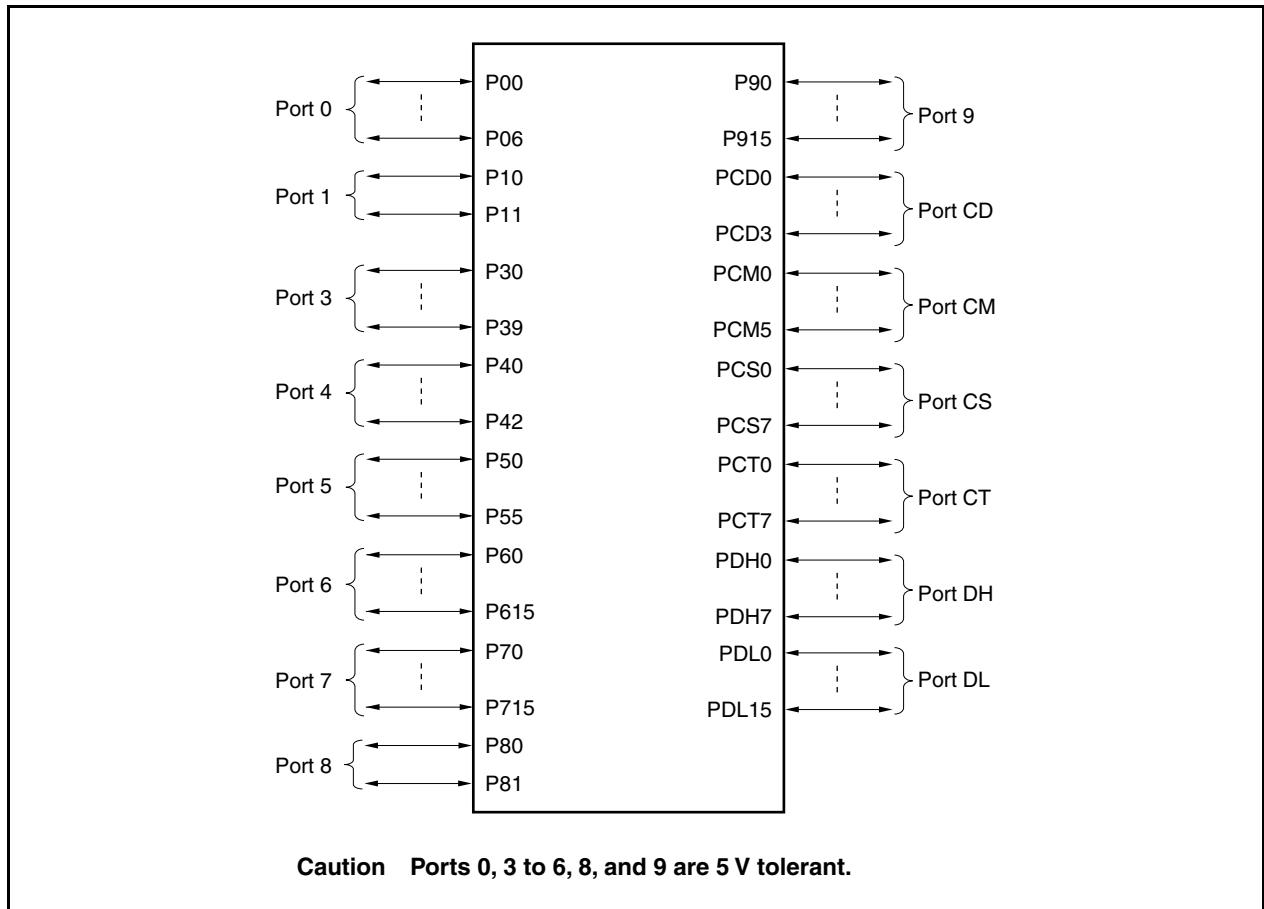 Port 0
P00
P06
Port 1
P10
P11
Port 3
P30
P39
Port 4
P40
P42
Port 5
P50
P55
Port 6
P60
P615
Port 7
P70
P715
Port 8
P80
P81
P90
P915
Port 9
PCD0
PCD3
Port CD
PCM0
PCM5
Port CM
PCS0
PCS7
Port CS
PCT0
PCT7
Port CT
PDH0
PDH7
Port DH
PDL0
PDL15
Port DL
Caution Ports 0, 3 to 6, 8, and 9 are 5 V tolerant.